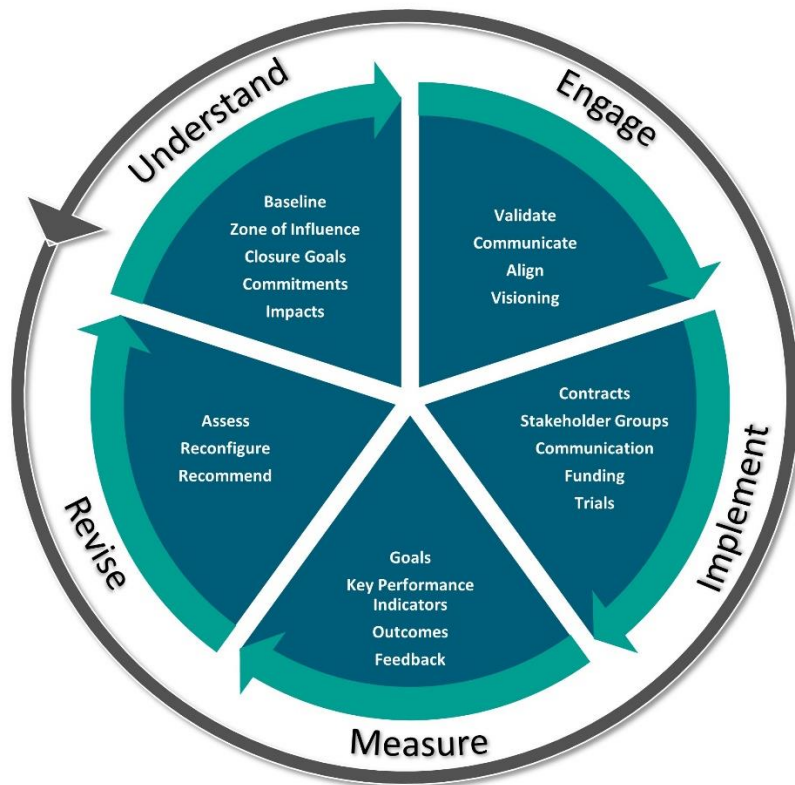 Understand
Baseline
Zone of Influence
Closure Goals
Commitments
Impacts
Engage
Validate
Communicate
Align
Visioning
Implement
Contracts
Stakeholder Groups
Communication
Funding
Trials
Measure
Goals
Key Performance
Indicators
Outcomes
Feedback
Revise
Assess
Reconfigure
Recommend